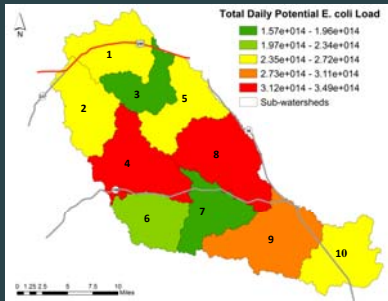 Total Daily Potential E. coli Load
1.57e+014 - 1.96e+014
1.97e+014 - 2.34e+014
2.35e+014 - 2.72e+014
2.73e+014 - 3.11e+014
3.12e+014 - 3.49e+014
Sub-watersheds
1
2
3
5
4
8
6
7
9
10
0 1.25 2.5 5 7.5 10
Miles